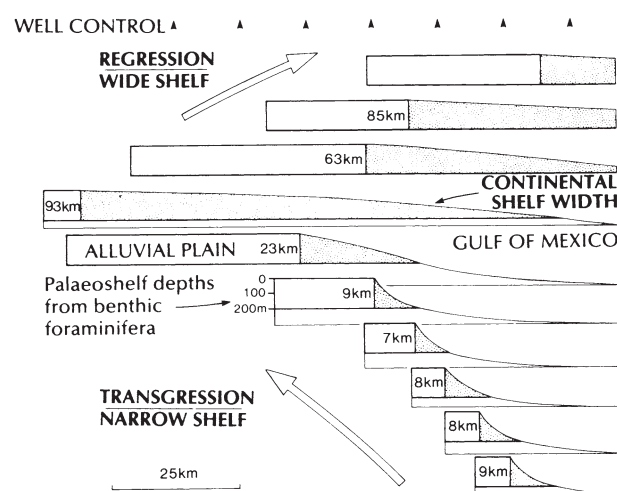 WELL CONTROL
REGRESSION
WIDE SHELF
85km
63km
CONTINENTAL
SHELF WIDTH
93km
GULF OF MEXICO
ALLUVIAL PLAIN 23km
Palaeoshelf depths
from benthic
foraminifera
0
100
200m
9km
7km
TRANSGRESSION
NARROW SHELF
8km
8km
9km
25km